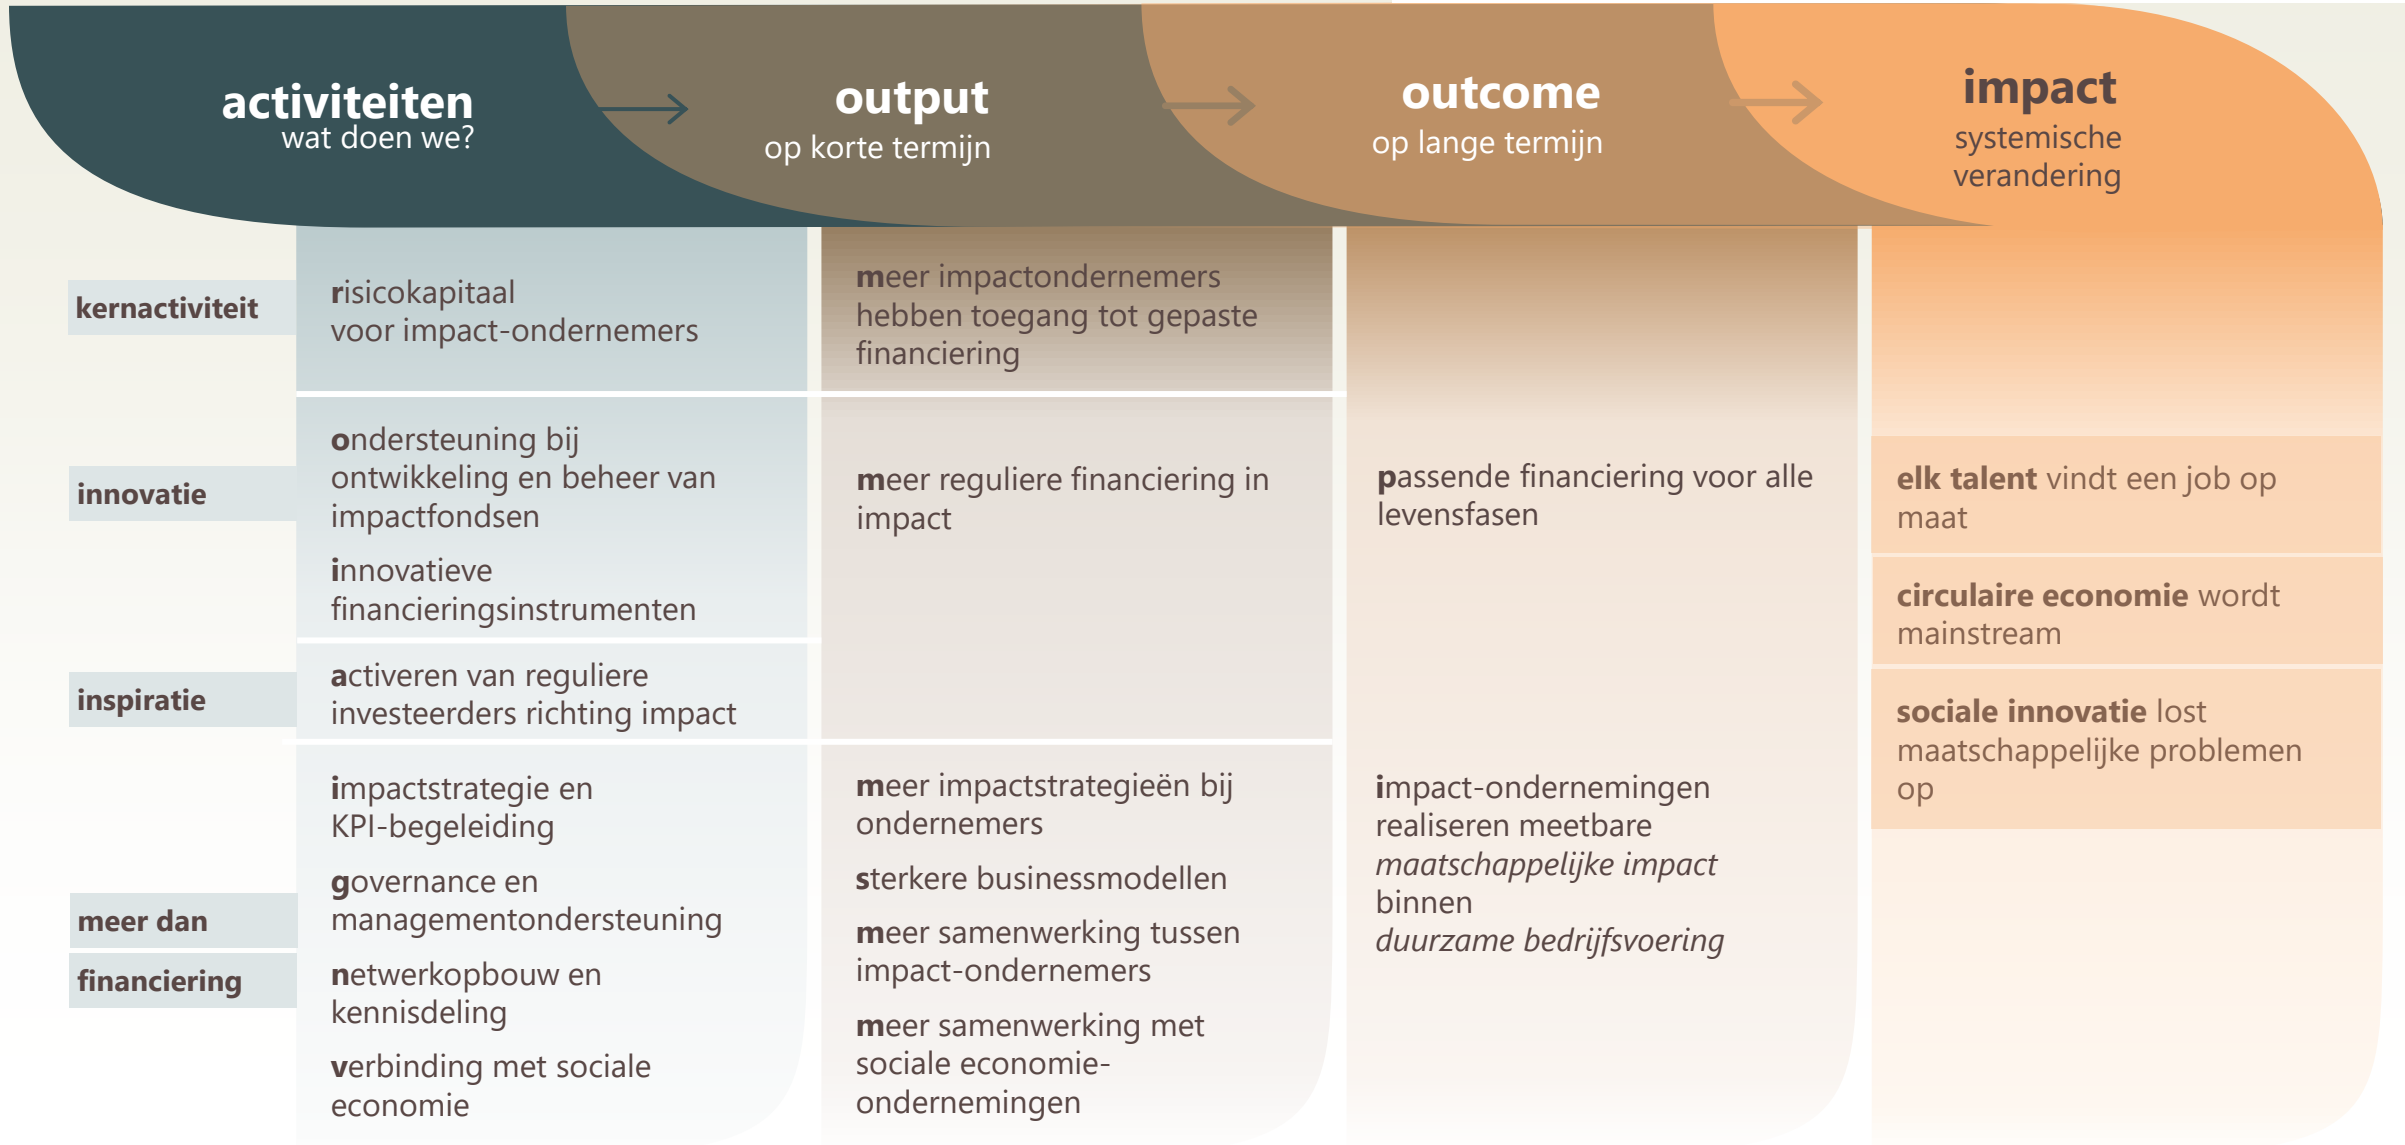 activiteiten
wat doen we?
output
op korte termijn
outcome
op lange termijn
impact
systemische
verandering
kernactiviteit
risicokapitaal
voor impact-ondernemers
meer impactondernemers
hebben toegang tot gepaste
financiering
innovatie
ondersteuning bij
ontwikkeling en beheer van
impactfondsen
innovatieve
financieringsinstrumenten
meer reguliere financiering in
impact
passende financiering voor alle
levensfasen
elk talent vindt een job op
maat
circulaire economie wordt
mainstream
sociale innovatie lost
maatschappelijke problemen
op
inspiratie
activeren van reguliere
investeerders richting impact
meer dan
financiering
impactstrategie en
KPI-begeleiding
governance en
managementondersteuning
netwerkopbouw en
kennisdeling
verbinding met sociale
economie
meer impactstrategieën bij
ondernemers
sterkere businessmodellen
meer samenwerking tussen
impact-ondernemers
meer samenwerking met
sociale economie-
ondernemingen
impact-ondernemingen
realiseren meetbare
maatschappelijke impact
binnen
duurzame bedrijfsvoering